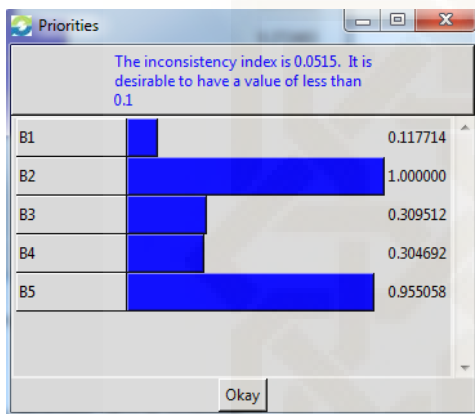 Priorities
The inconsistency index is 0.0515. It is
desirable to have a value of less than
0.1
B1 0.117714
B2 1.000000
B3 0.309512
B4 0.304692
B5 0.955058
Okay